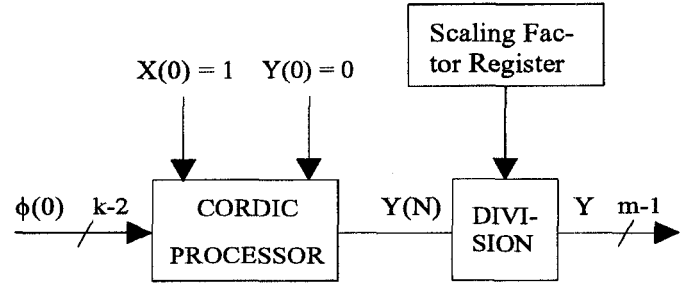 Scaling Fac-
tor Register
X(0) = 1 Y(0) = 0
ϕ(0) k-2 CORDIC PROCESSOR Y(N) DIVI-
SION Y m-1